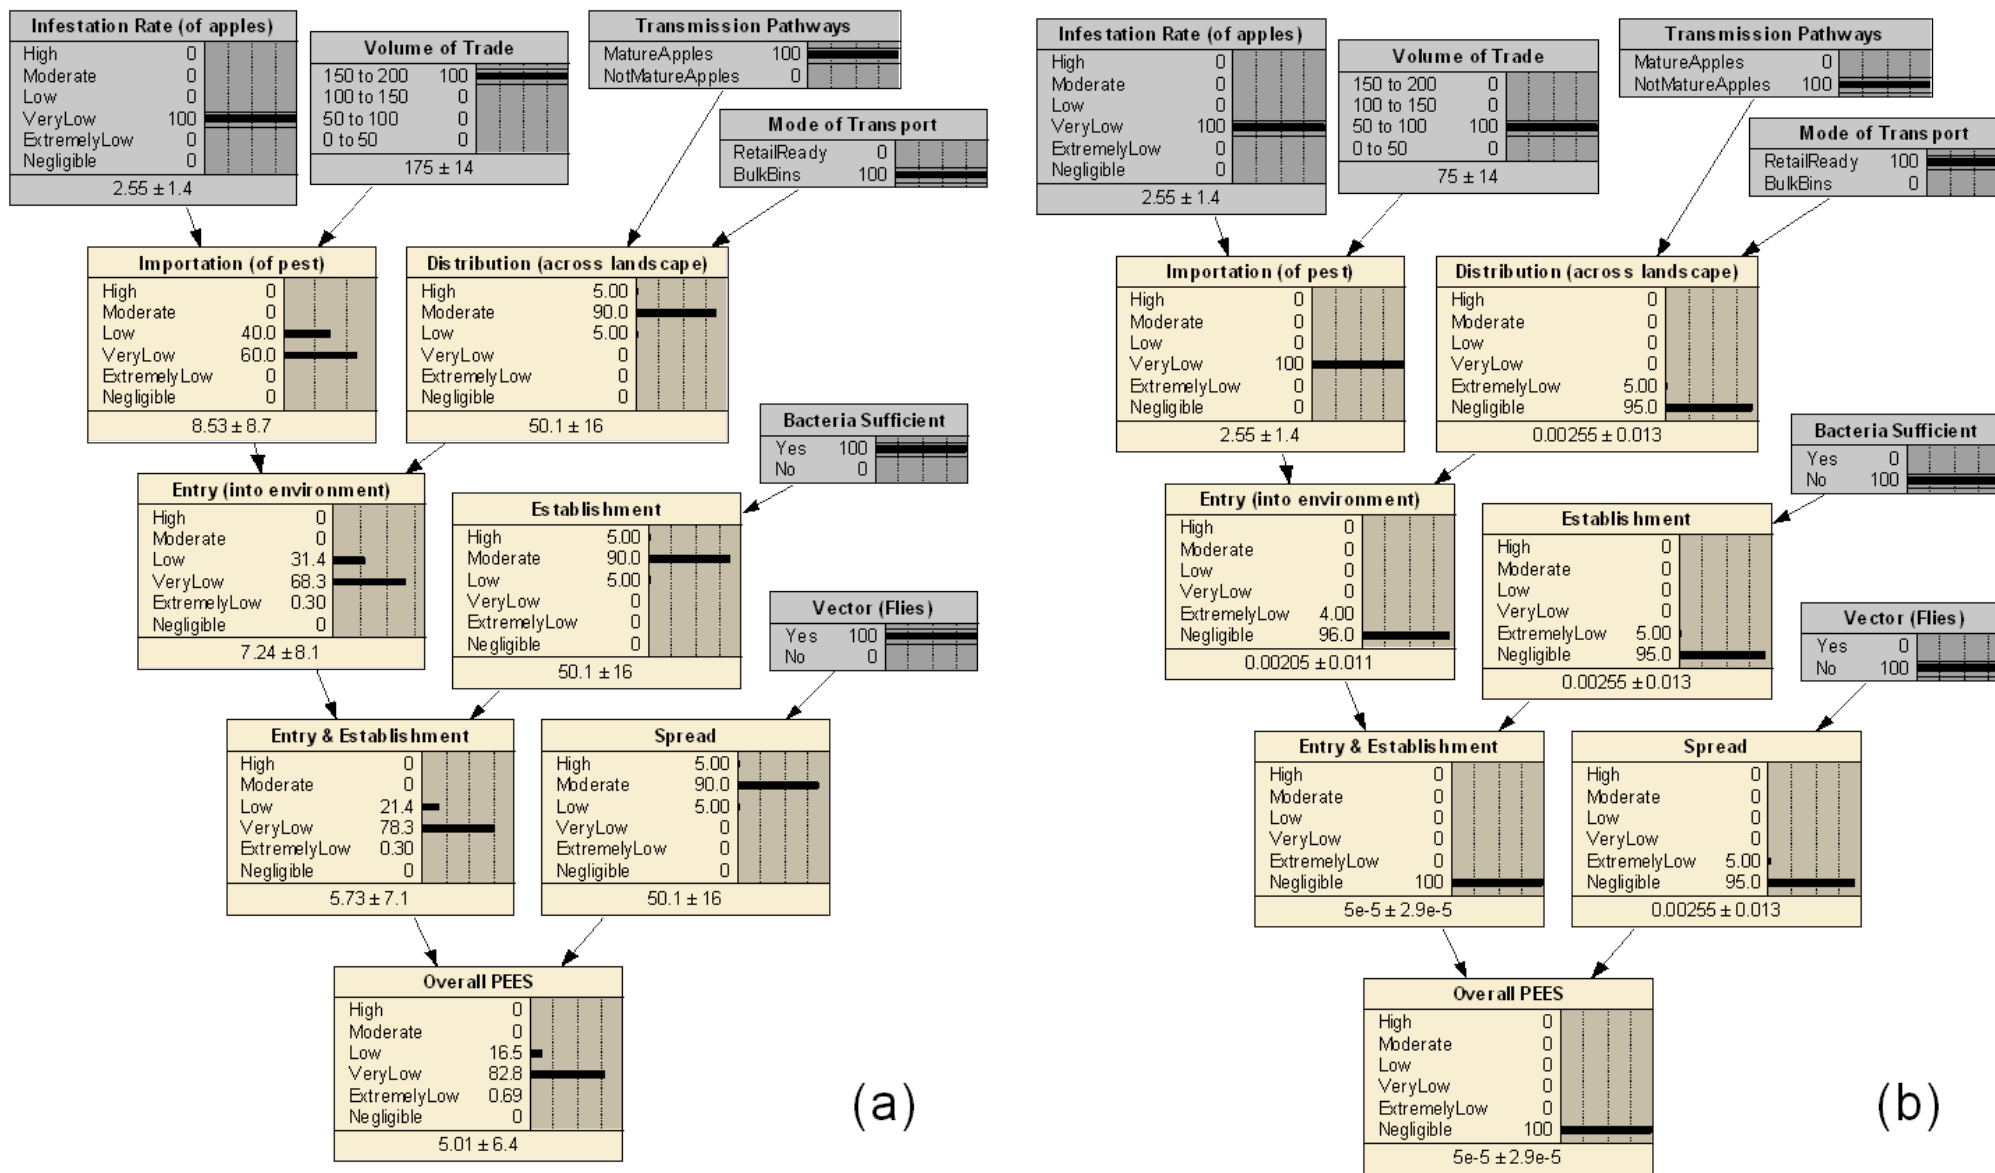 Infestation Rate (of apples)
High 0
Moderate 0
Low 0
VeryLow 100
ExtremelyLow 0
Negligible 0
2.55 ± 1.4
Volume of Trade
150 to 200 100
100 to 150 0
50 to 100 0
0 to 50 0
175 ± 14
Transmission Pathways
MatureApples 100
NotMatureApples 0
Mode of Transport
RetailReady 0
BulkBins 100
Importation (of pest)
High 0
Moderate 0
Low 40.0
VeryLow 60.0
ExtremelyLow 0
Negligible 0
8.53 ± 8.7
Distribution (across landscape)
High 5.00
Moderate 90.0
Low 5.00
VeryLow 0
ExtremelyLow 0
Negligible 0
50.1 ± 16
Bacteria Sufficient
Yes 100
No 0
Entry (into environment)
High 0
Moderate 0
Low 31.4
VeryLow 68.3
ExtremelyLow 0.30
Negligible 0
7.24 ± 8.1
Establishment
High 5.00
Moderate 90.0
Low 5.00
VeryLow 0
ExtremelyLow 0
Negligible 0
50.1 ± 16
Vector (Flies)
Yes 100
No 0
Entry & Establishment
High 0
Moderate 0
Low 21.4
VeryLow 78.3
ExtremelyLow 0.30
Negligible 0
5.73 ± 7.1
Spread
High 5.00
Moderate 90.0
Low 5.00
VeryLow 0
ExtremelyLow 0
Negligible 0
50.1 ± 16
Overall PEES
High 0
Moderate 0
Low 16.5
VeryLow 82.8
ExtremelyLow 0.69
Negligible 0
5.01 ± 6.4
(a)
Infestation Rate (of apples)
High 0
Moderate 0
Low 0
VeryLow 100
ExtremelyLow 0
Negligible 0
2.55 ± 1.4
Volume of Trade
150 to 200 0
100 to 150 0
50 to 100 100
0 to 50 0
75 ± 14
Transmission Pathways
MatureApples 0
NotMatureApples 100
Mode of Transport
RetailReady 100
BulkBins 0
Importation (of pest)
High 0
Moderate 0
Low 0
VeryLow 100
ExtremelyLow 0
Negligible 0
2.55 ± 1.4
Distribution (across landscape)
High 0
Moderate 0
Low 0
VeryLow 0
ExtremelyLow 5.00
Negligible 95.0
0.00255 ± 0.013
Bacteria Sufficient
Yes 0
No 100
Entry (into environment)
High 0
Moderate 0
Low 0
VeryLow 0
ExtremelyLow 4.00
Negligible 96.0
0.00205 ± 0.011
Establishment
High 0
Moderate 0
Low 0
VeryLow 0
ExtremelyLow 5.00
Negligible 95.0
0.00255 ± 0.013
Vector (Flies)
Yes 0
No 100
Entry & Establishment
High 0
Moderate 0
Low 0
VeryLow 0
ExtremelyLow 0
Negligible 100
5e-5 ± 2.9e-5
Spread
High 0
Moderate 0
Low 0
VeryLow 0
ExtremelyLow 5.00
Negligible 95.0
0.00255 ± 0.013
Overall PEES
High 0
Moderate 0
Low 0
VeryLow 0
ExtremelyLow 0
Negligible 100
5e-5 ± 2.9e-5
(b)